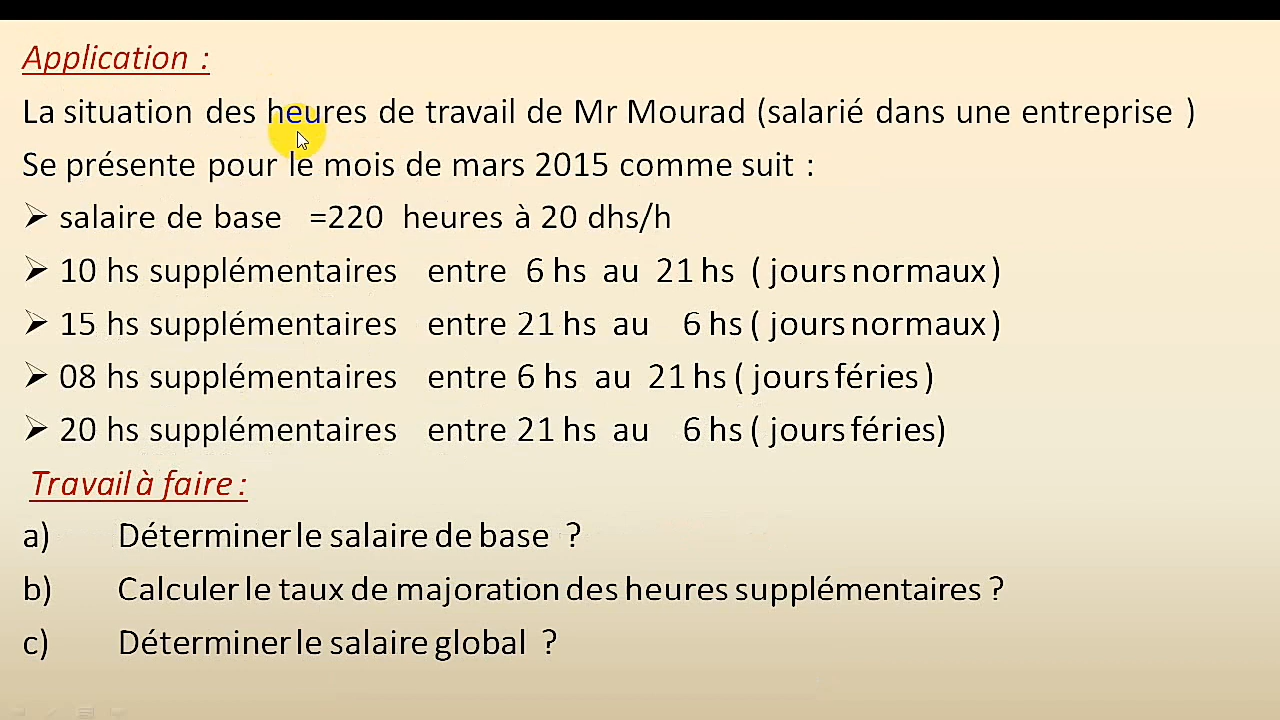 Application :
La situation des heures de travail de Mr Mourad (salarié dans une entreprise )
Se présente pour le mois de mars 2015 comme suit :
➢ salaire de base =220 heures à 20 dhs/h
➢ 10 hs supplémentaires entre 6 hs au 21 hs ( jours normaux )
➢ 15 hs supplémentaires entre 21 hs au 6 hs ( jours normaux )
➢ 08 hs supplémentaires entre 6 hs au 21 hs ( jours féries )
➢ 20 hs supplémentaires entre 21 hs au 6 hs ( jours féries)
Travail à faire :
a) Déterminer le salaire de base ?
b) Calculer le taux de majoration des heures supplémentaires ?
c) Déterminer le salaire global ?